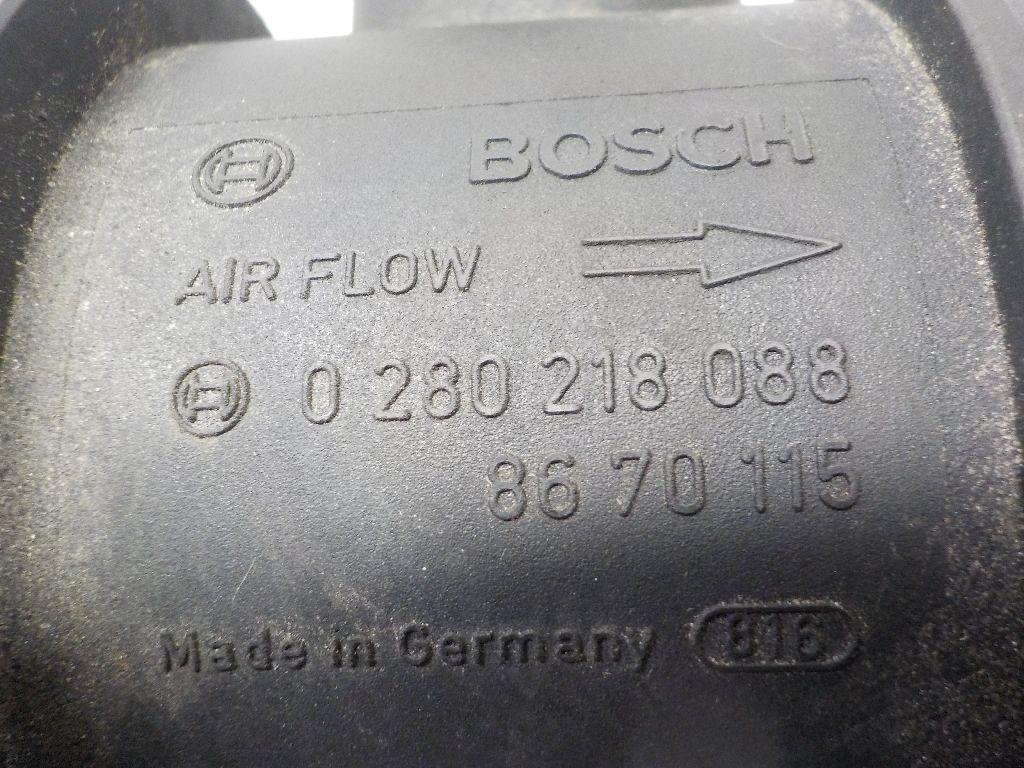 BOSCH
AIR FLOW
0 280 218 088
86 70 115
Made in Germany 816